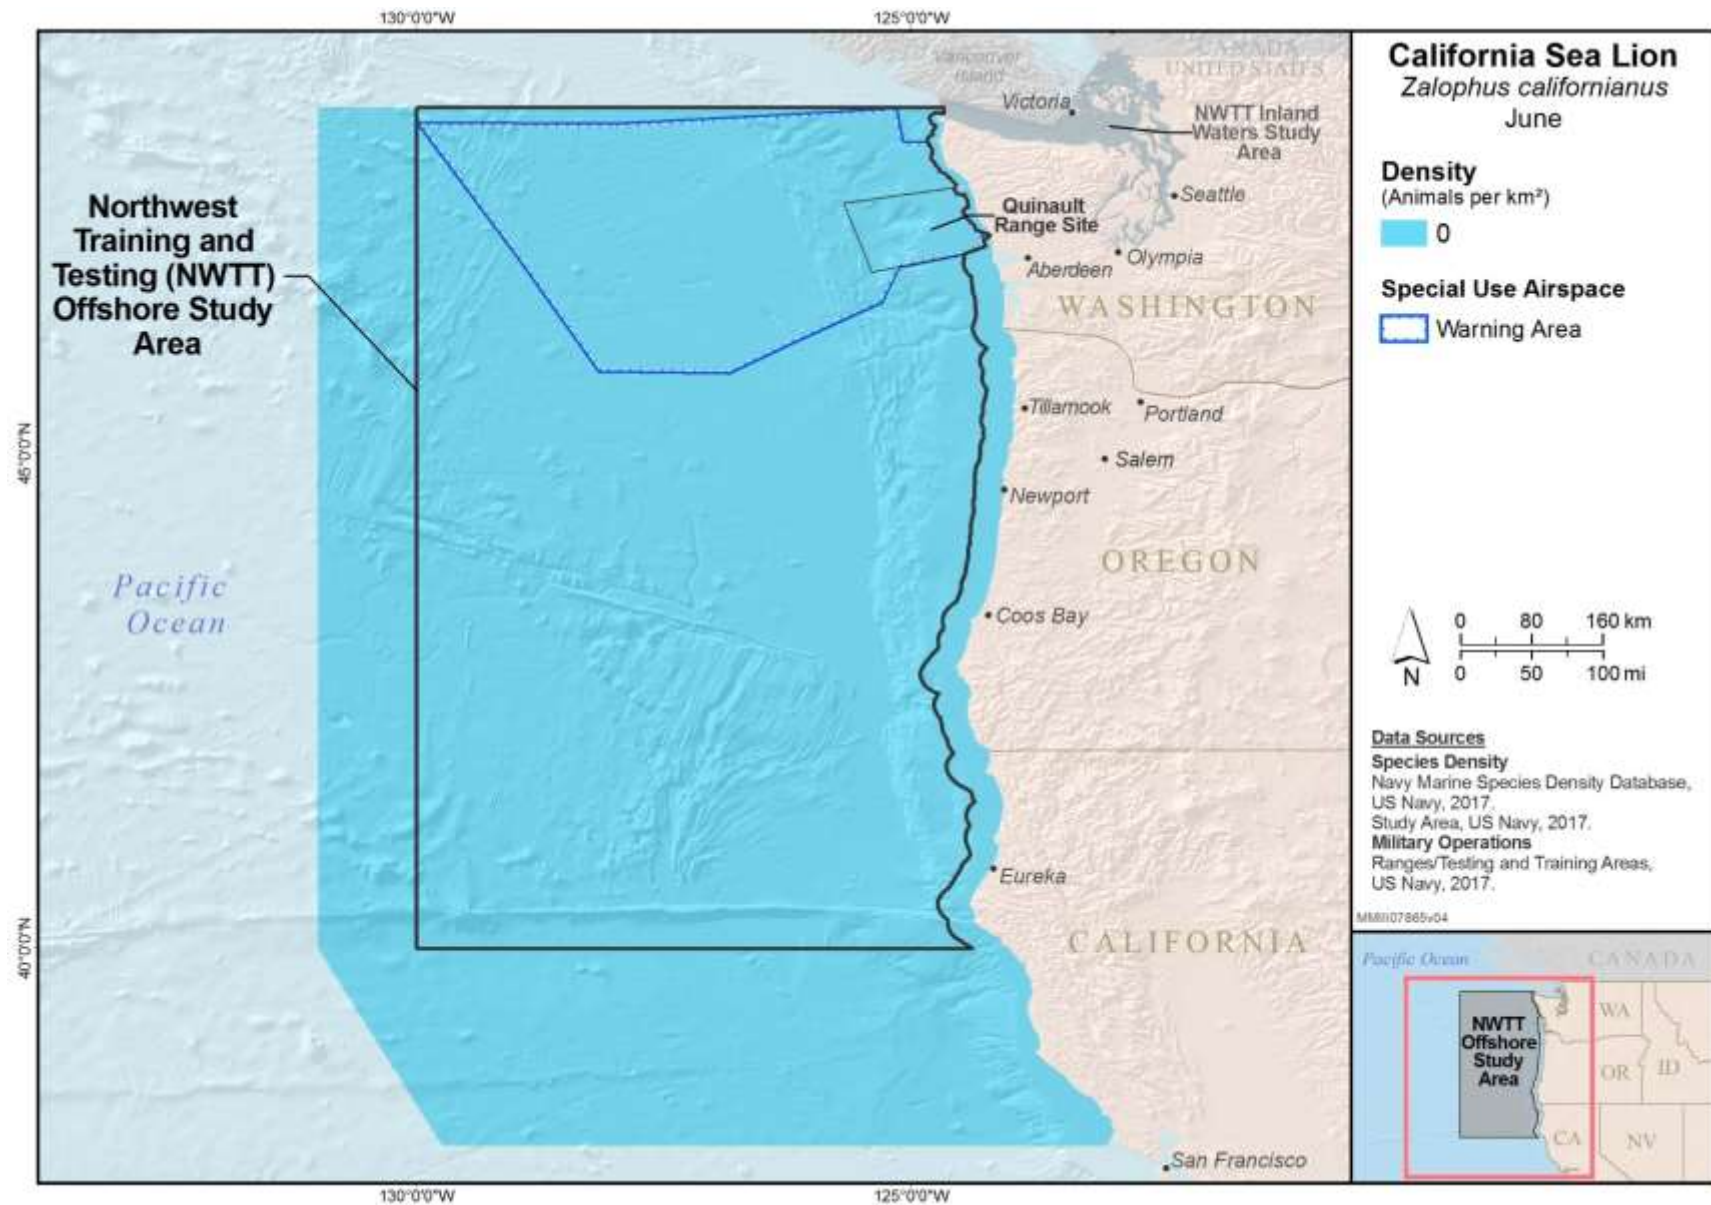 130°0'0"W
125°0'0"W
Vancouver
Island
CANADA
UNITED STATES
Victoria
NWTT Inland
Waters Study
Area
Seattle
Northwest
Training and
Testing (NWTT)
Offshore Study
Area
Quinault
Range Site
Olympia
Aberdeen
WASHINGTON
Tillamook
Portland
45°0'0"N
Salem
Newport
Pacific
Ocean
OREGON
Coos Bay
Eureka
40°0'0"N
CALIFORNIA
San Francisco
130°0'0"W
125°0'0"W
California Sea Lion
Zalophus californianus
June
Density
(Animals per km²)
0
Special Use Airspace
Warning Area
0 80 160 km
0 50 100 mi
N
Data Sources
Species Density
Navy Marine Species Density Database,
US Navy, 2017.
Study Area, US Navy, 2017.
Military Operations
Ranges/Testing and Training Areas,
US Navy, 2017.
Pacific Ocean
CANADA
NWTT
Offshore
Study
Area
WA
OR
ID
CA
NV